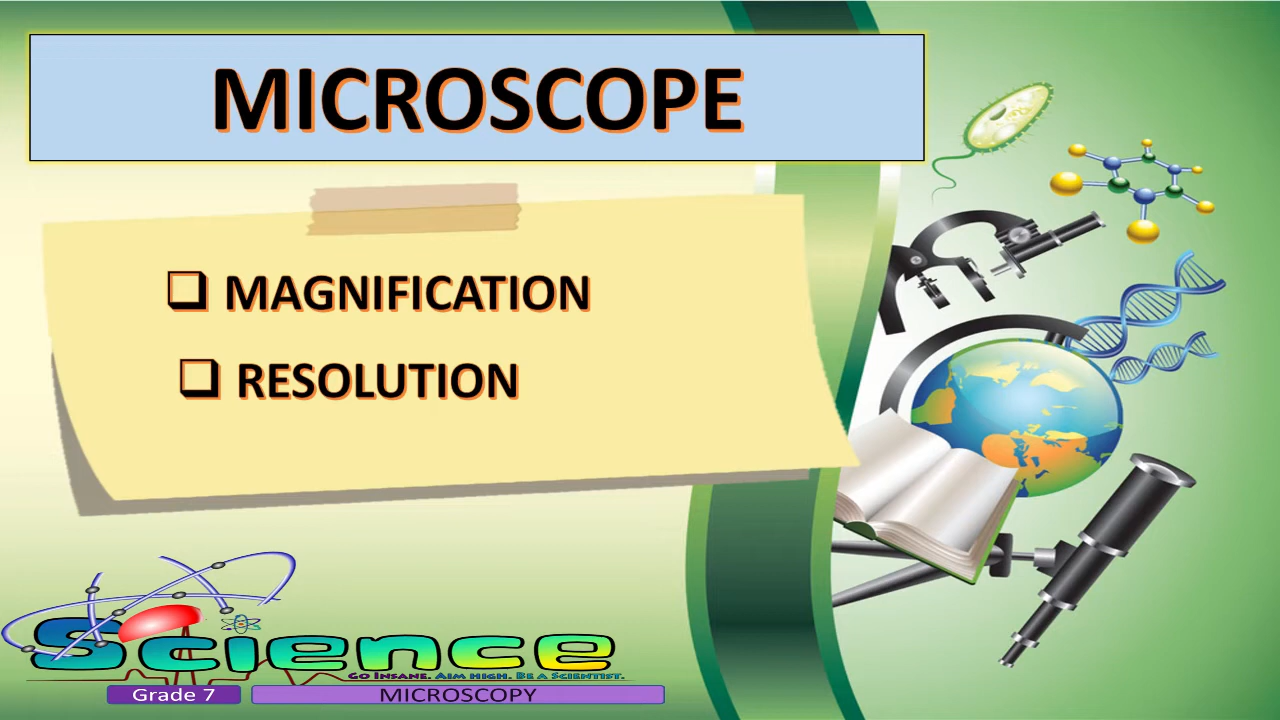 MICROSCOPE
❑ MAGNIFICATION
❑ RESOLUTION
Science
GO INSANE. AIM HIGH. BE A SCIENTIST.
Grade 7
MICROSCOPY